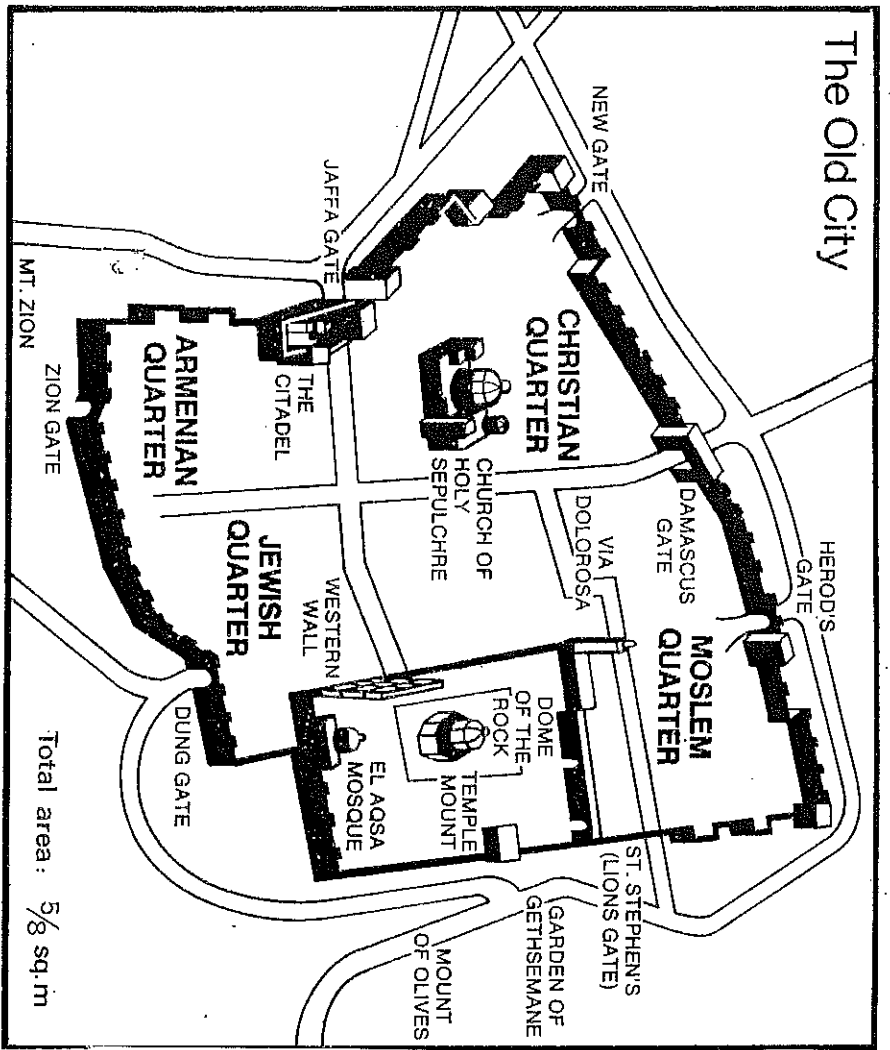 The Old City
NEW GATE
HEROD'S
GATE
DAMASCUS
GATE
CHRISTIAN
QUARTER
MOSLEM
QUARTER
VIA
DOLOROSA
ST. STEPHEN'S
(LIONS GATE)
JAFFA GATE
CHURCH OF
HOLY
SEPULCHRE
GARDEN OF
GETHSEMANE
DOME
OF THE
ROCK
TEMPLE
MOUNT
MOUNT
OF OLIVES
THE
CITADEL
WESTERN
WALL
EL AQSA
MOSQUE
ARMENIAN
QUARTER
JEWISH
QUARTER
MT. ZION
ZION GATE
DUNG GATE
Total area: 5/8 sq.m